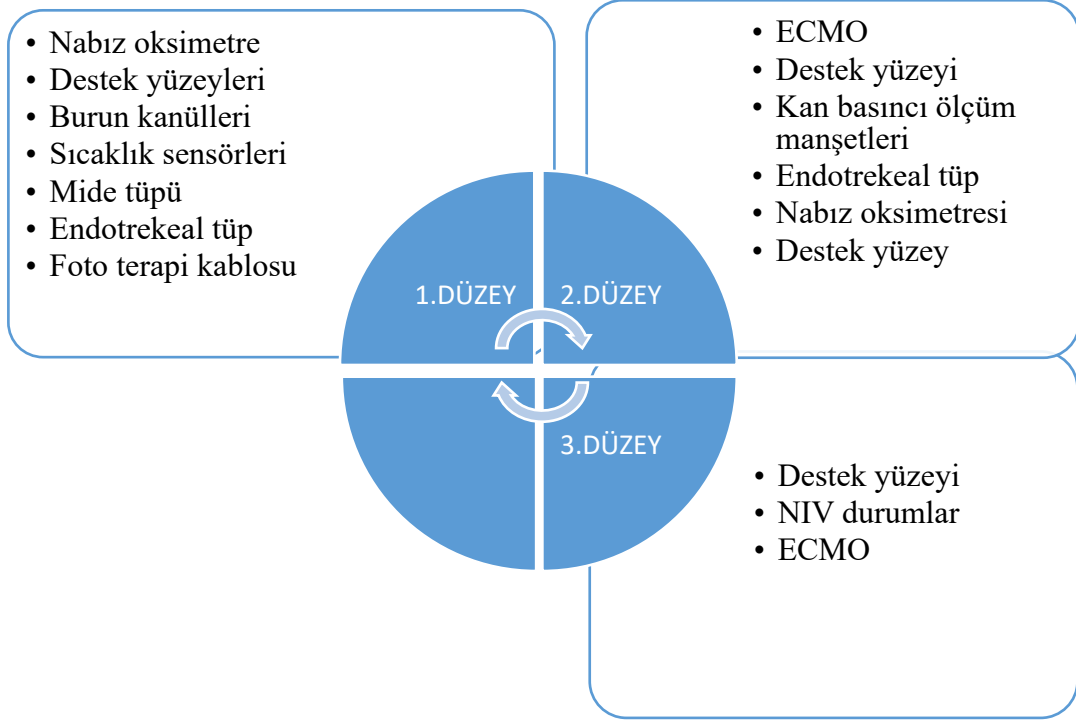 • Nabız oksimetre
• Destek yüzeyleri
• Burun kanülleri
• Sıcaklık sensörleri
• Mide tüpü
• Endotrekeal tüp
• Foto terapi kablosu
• ECMO
• Destek yüzeyi
• Kan basıncı ölçüm
manşetleri
• Endotrekeal tüp
• Nabız oksimetresi
• Destek yüzey
1.DÜZEY
2.DÜZEY
3.DÜZEY
• Destek yüzeyi
• NIV durumlar
• ECMO